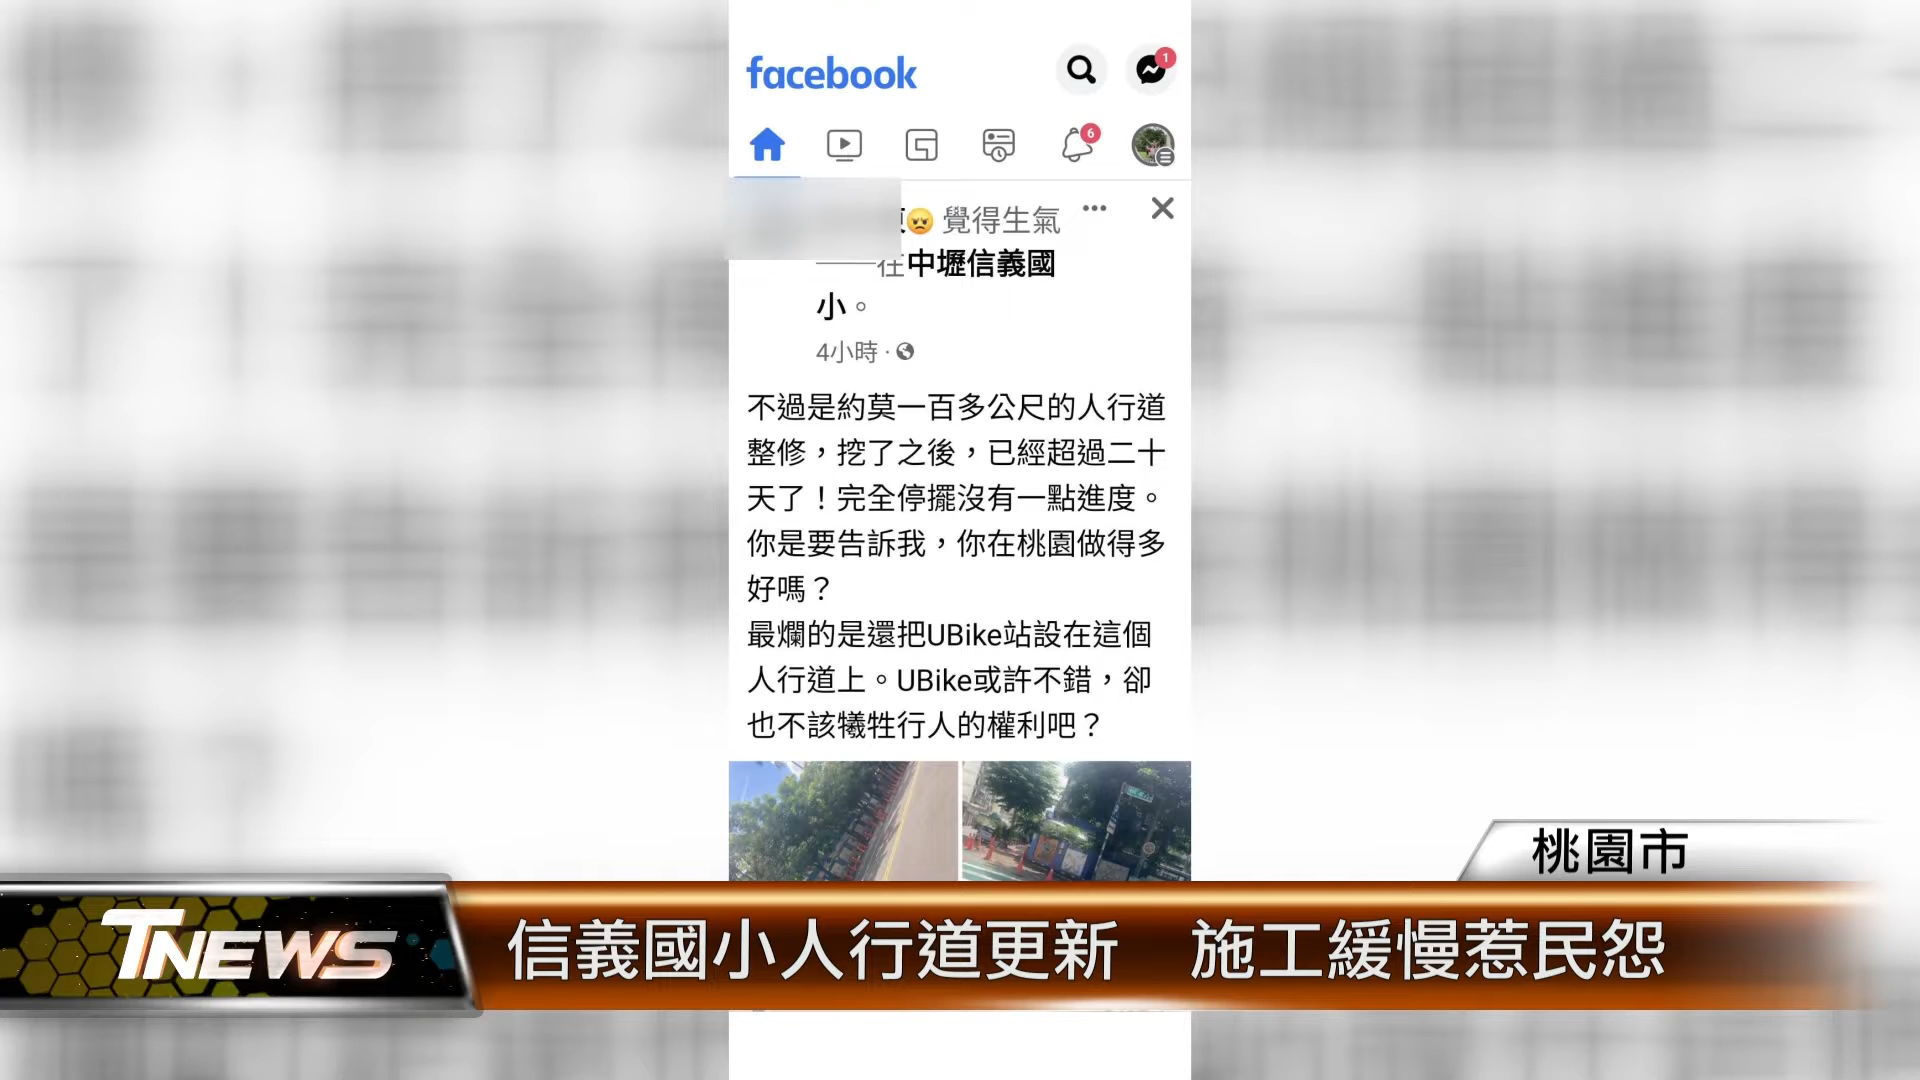 facebook
1
6
😠 覺得生氣
——在中壢信義國
小。
4小時 ·
不過是約莫一百多公尺的人行道
整修，挖了之後，已經超過二十
天了！完全停擺沒有一點進度。
你是要告訴我，你在桃園做得多
好嗎？
最爛的是還把UBike站設在這個
人行道上。UBike或許不錯，卻
也不該犧牲行人的權利吧？
桃園市
TNEWS
信義國小人行道更新 施工緩慢惹民怨